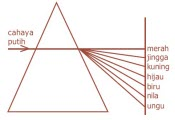 cahaya
putih
merah
jingga
kuning
hijau
biru
nila
ungu